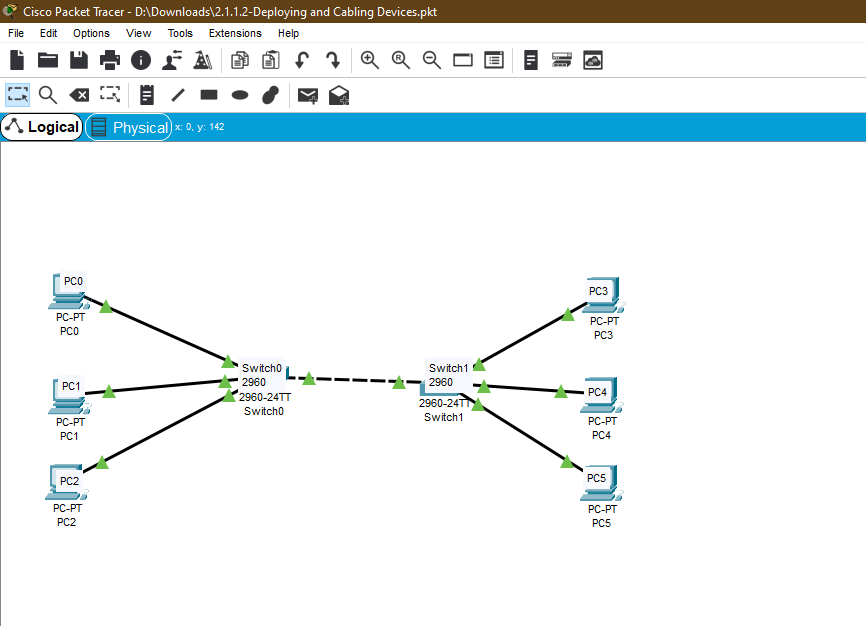 Cisco Packet Tracer - D:\Downloads\2.1.1.2-Deploying and Cabling Devices.pkt
File Edit Options View Tools Extensions Help
Logical Physical x: 0, y: 142
PC0
PC-PT
PC0
PC1
PC-PT
PC1
PC2
PC-PT
PC2
Switch0
2960
2960-24TT
Switch0
Switch1
2960
2960-24TT
Switch1
PC3
PC-PT
PC3
PC4
PC-PT
PC4
PC5
PC-PT
PC5